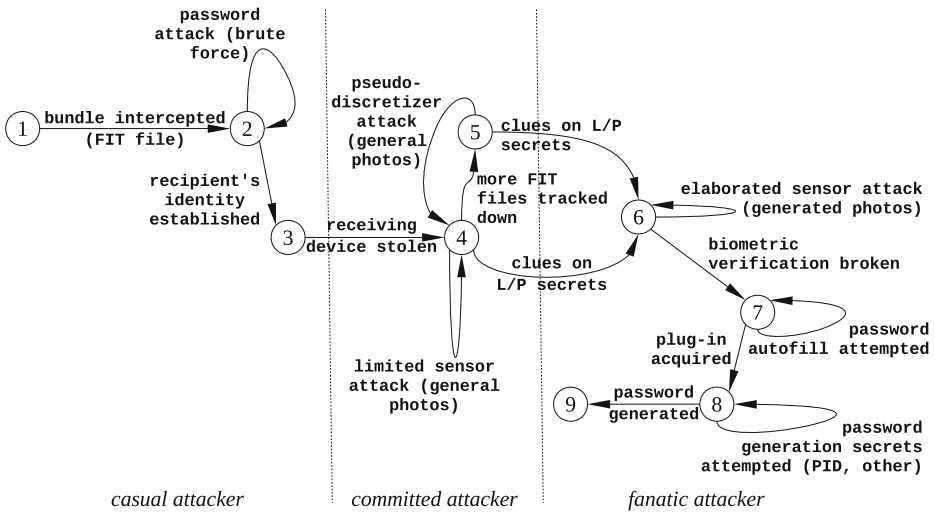 password
attack (brute
force)
1
bundle intercepted
(FIT file)
2
recipient's
identity
established
3
receiving
device stolen
pseudo-
discretizer
attack
(general
photos)
5
clues on L/P
secrets
more FIT
files tracked
down
4
clues on
L/P secrets
limited sensor
attack (general
photos)
6
elaborated sensor attack
(generated photos)
biometric
verification broken
7
password
autofill attempted
plug-in
acquired
8
password
generated
9
password
generation secrets
attempted (PID, other)
casual attacker
committed attacker
fanatic attacker